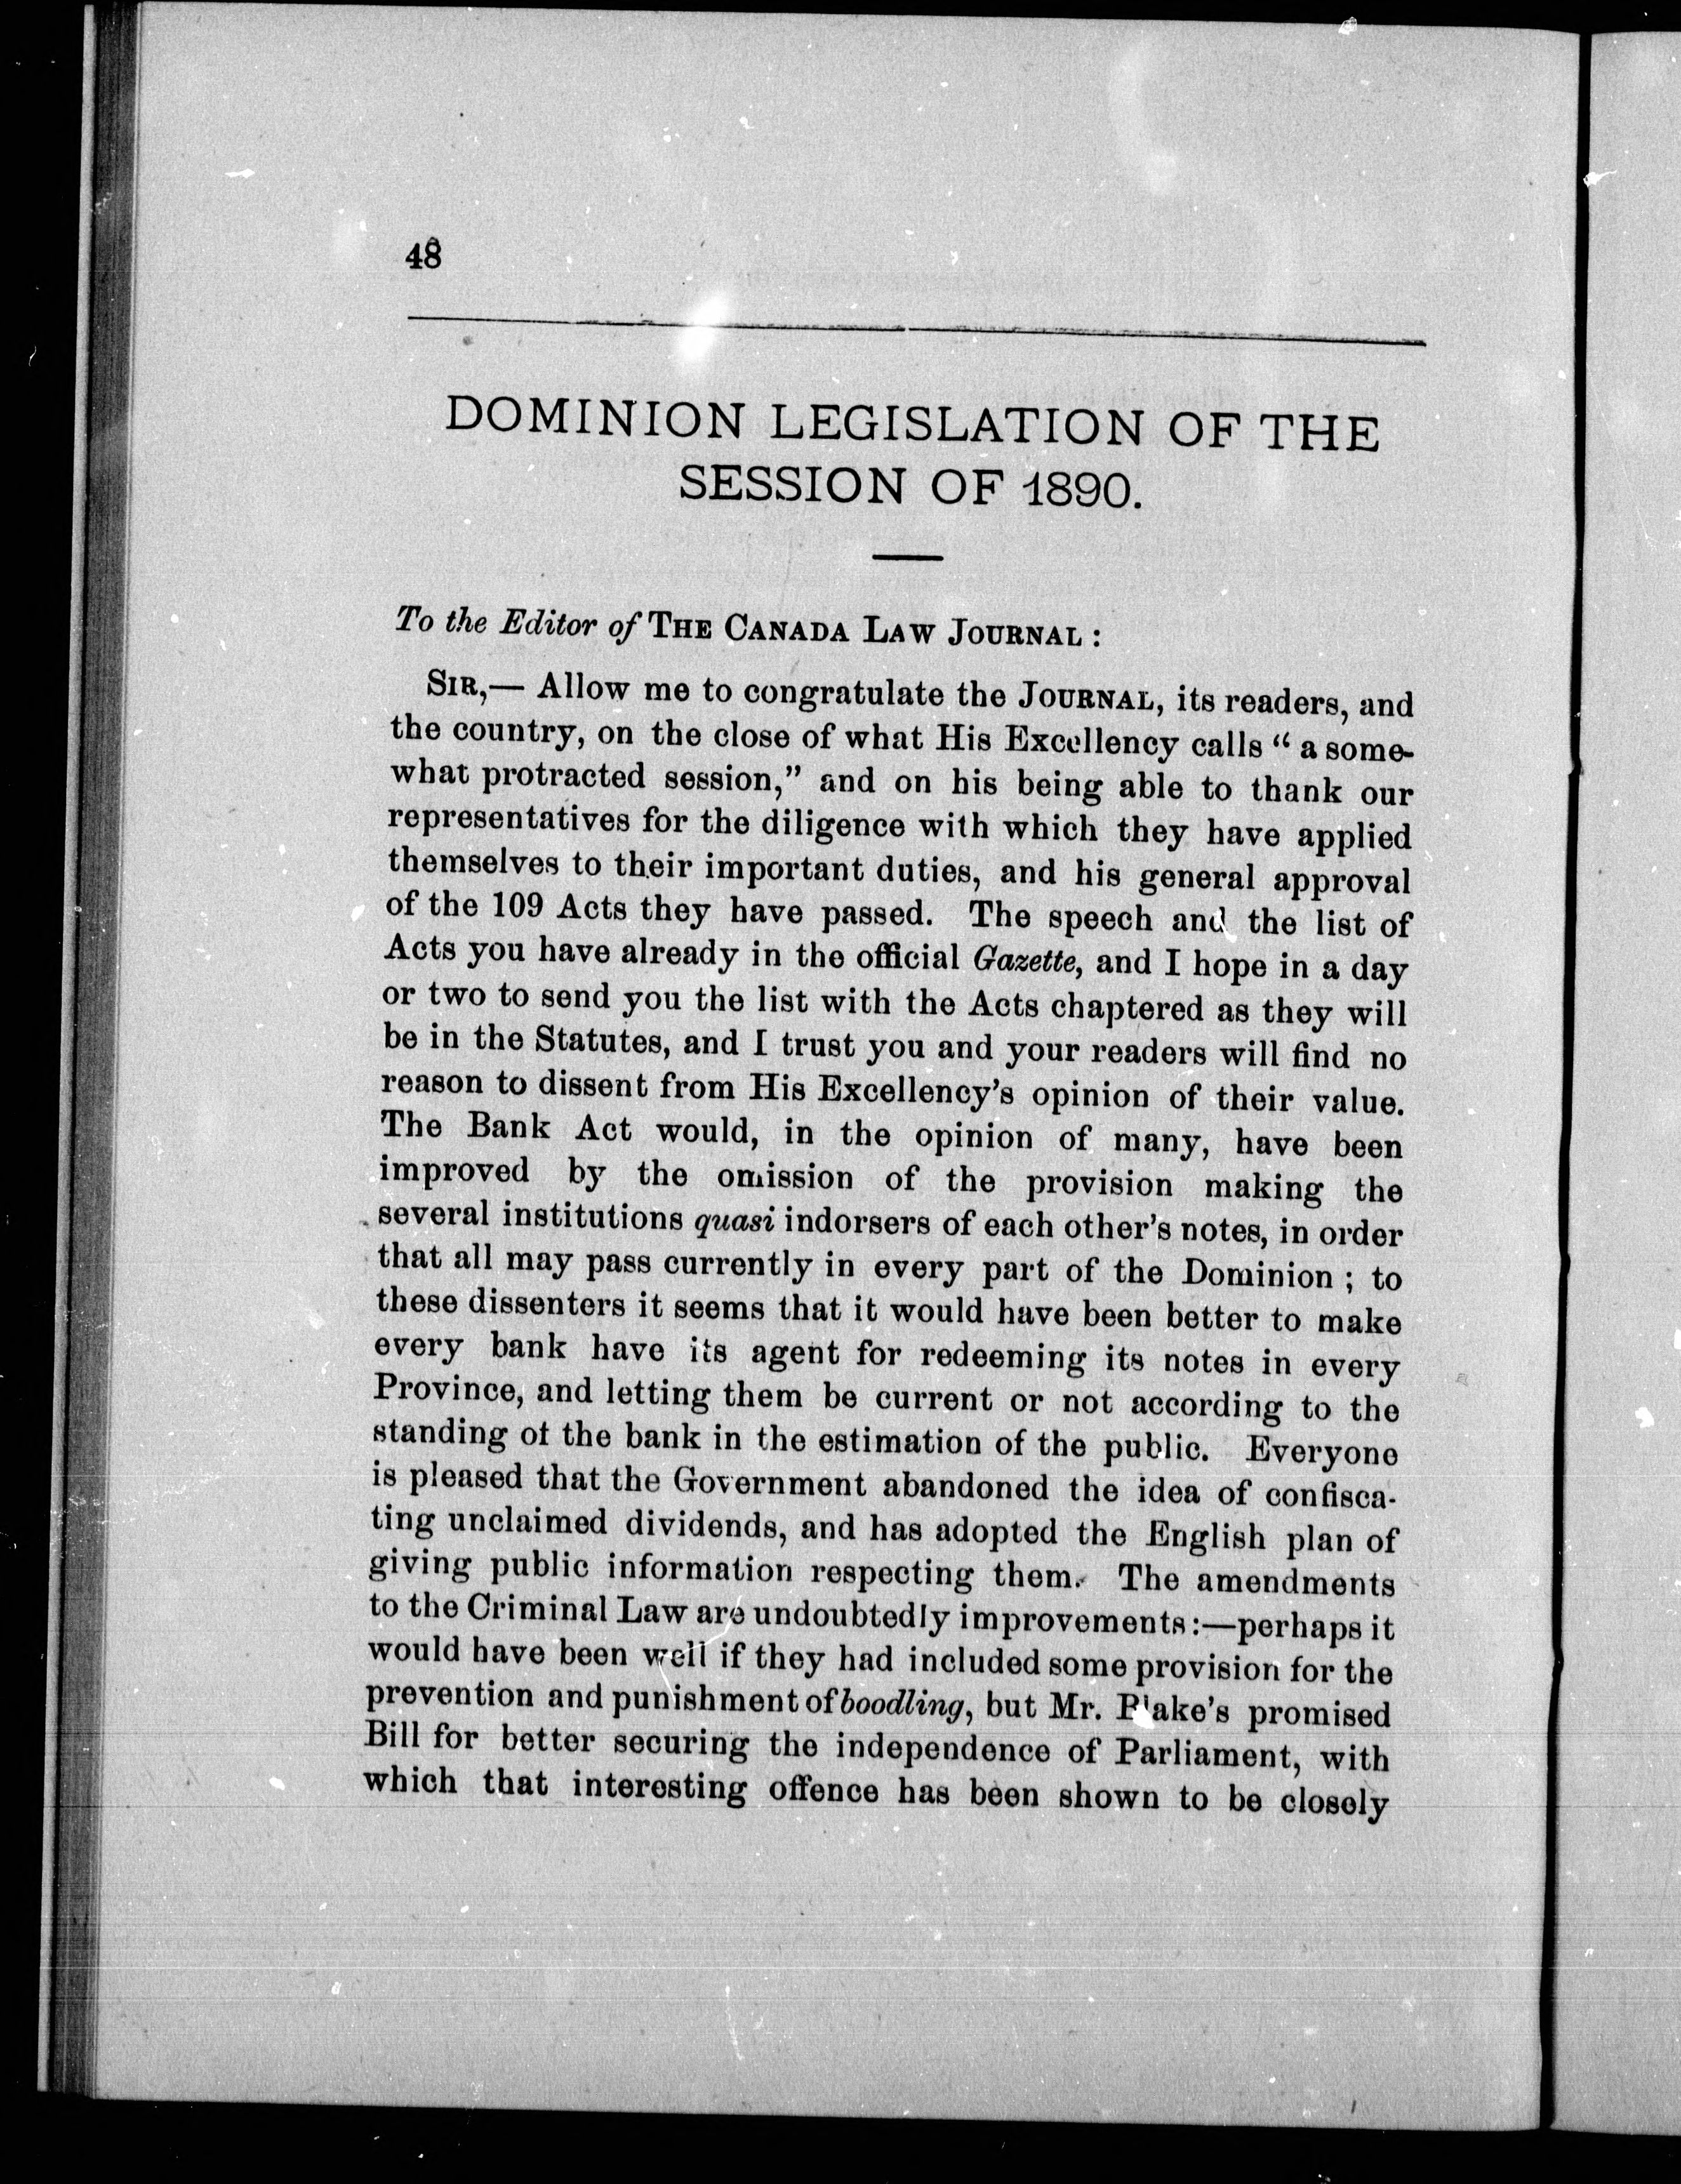 48
DOMINION LEGISLATION OF THE
SESSION OF 1890.
To the Editor of THE CANADA LAW JOURNAL :
SIR,— Allow me to congratulate the JOURNAL, its readers, and
the country, on the close of what His Excellency calls “ a some-
what protracted session,” and on his being able to thank our
representatives for the diligence with which they have applied
themselves to their important duties, and his general approval
of the 109 Acts they have passed. The speech and the list of
Acts you have already in the official Gazette, and I hope in a day
or two to send you the list with the Acts chaptered as they will
be in the Statutes, and I trust you and your readers will find no
reason to dissent from His Excellency’s opinion of their value.
The Bank Act would, in the opinion of many, have been
improved by the omission of the provision making the
several institutions quasi indorsers of each other’s notes, in order
that all may pass currently in every part of the Dominion ; to
these dissenters it seems that it would have been better to make
every bank have its agent for redeeming its notes in every
Province, and letting them be current or not according to the
standing of the bank in the estimation of the public. Everyone
is pleased that the Government abandoned the idea of confisca-
ting unclaimed dividends, and has adopted the English plan of
giving public information respecting them. The amendments
to the Criminal Law are undoubtedly improvements:—perhaps it
would have been well if they had included some provision for the
prevention and punishment of boodling, but Mr. Blake’s promised
Bill for better securing the independence of Parliament, with
which that interesting offence has been shown to be closely